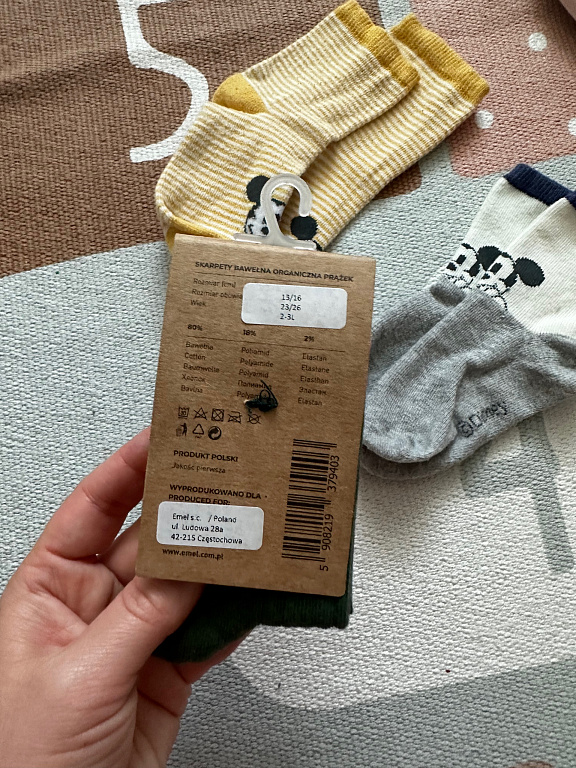 SKARPETY BAWEŁNA ORGANICZNA PRĄŻEK
Rozmiar [cm] 15/16
Rozmiar obuwia 23/26
Wiek 2-3L
80% 18% 2%
Bawełna Poliamid Elastan
Cotton Polyamide Elastane
Baumwolle Polyamid Elasthan
Хлопок Полиамид Эластан
Bavlna Elastan
PRODUKT POLSKI
Jakość pierwsza
WYPRODUKOWANO DLA
PRODUCED FOR:
Emel s.c. / Poland
ul. Ludowa 28a
42-215 Częstochowa
www.emel.com.pl
5 908219 379403
©Disney